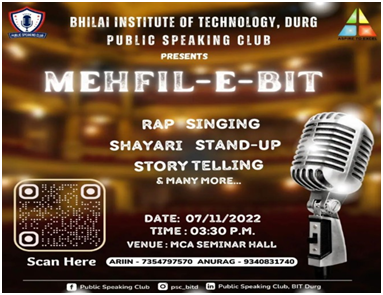 BHILAI INSTITUTE OF TECHNOLOGY, DURG
PUBLIC SPEAKING CLUB
PRESENTS
MEHFIL-E-BIT
RAP SINGING
SHAYARI STAND-UP
STORY TELLING
& MANY MORE...
DATE: 07/11/2022
TIME : 03:30 P.M.
VENUE : MCA SEMINAR HALL
Scan Here
ARIIN - 7354797570 ANURAG - 9340831740
Public Speaking Club psc_bitd Public Speaking Club, BIT Durg